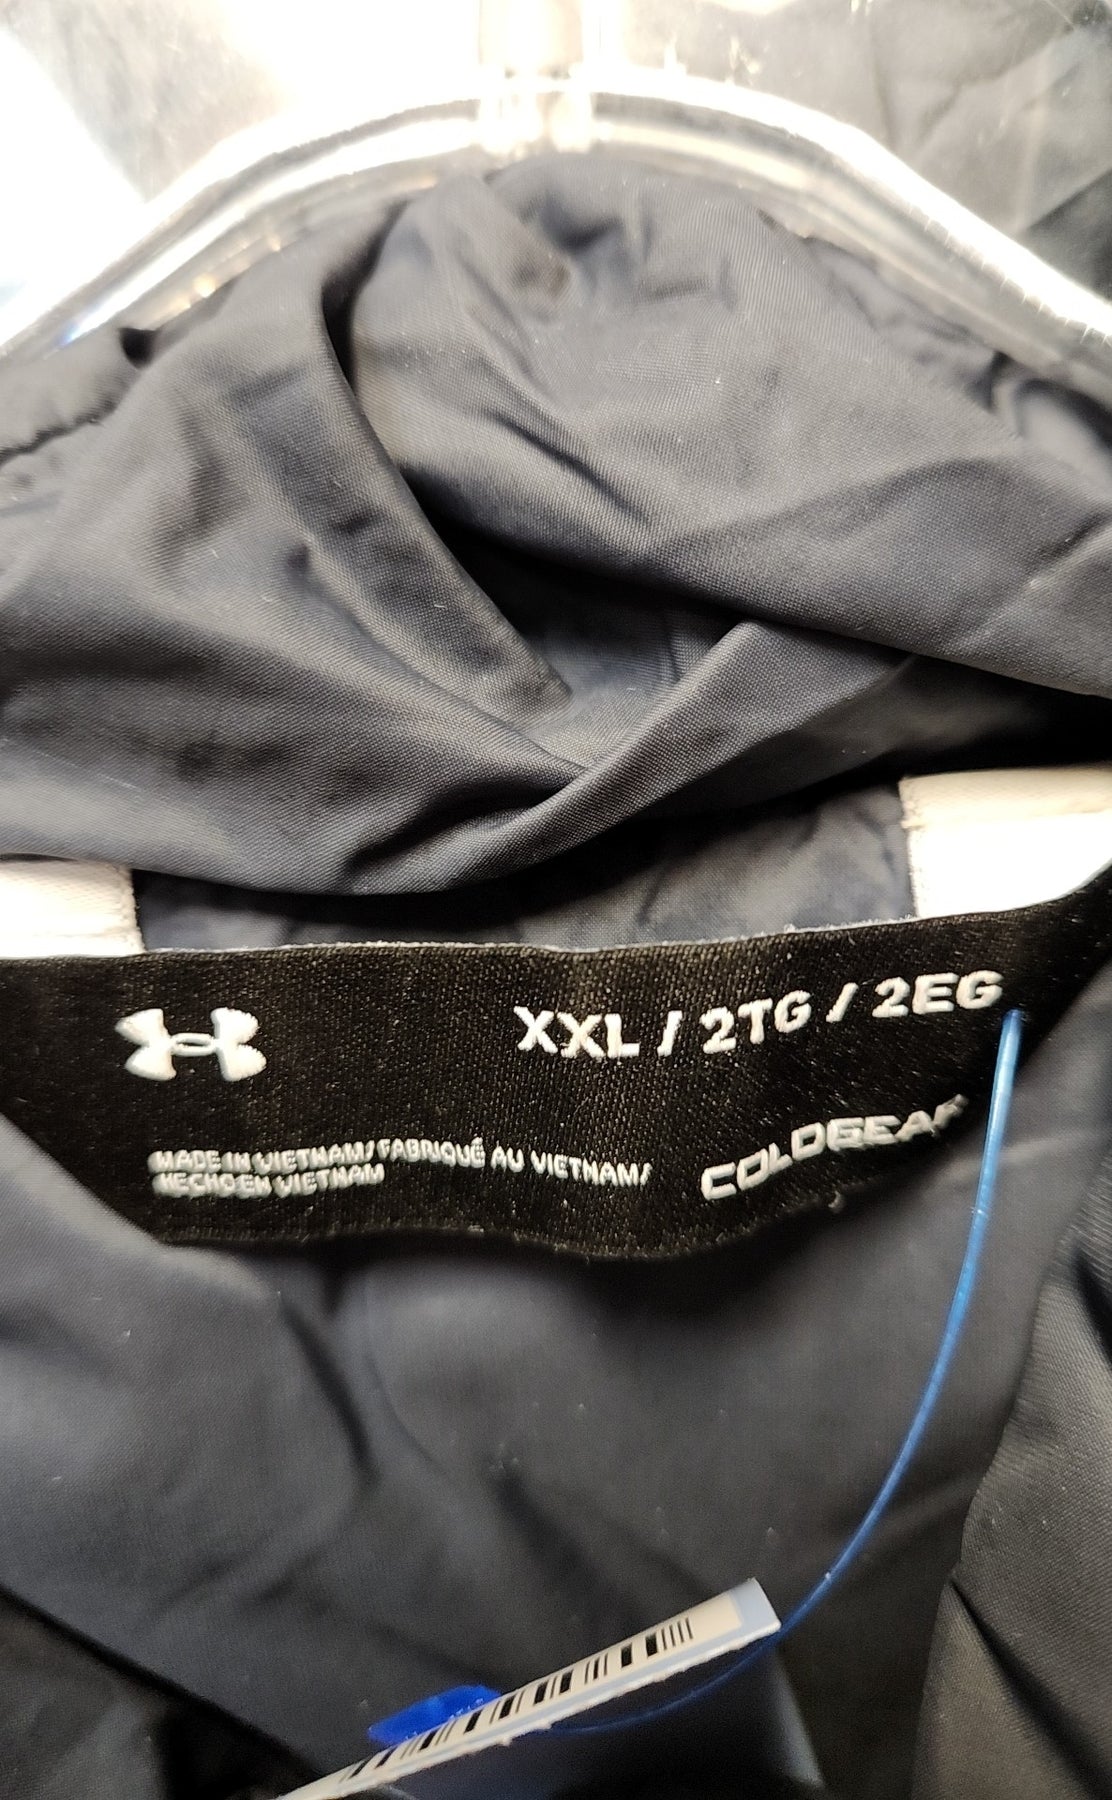 XXL / 2TG / 2EG
COLDGEAR
MADE IN VIETNAM/FABRIQUÉ AU VIETNAM/
HECHO EN VIETNAM